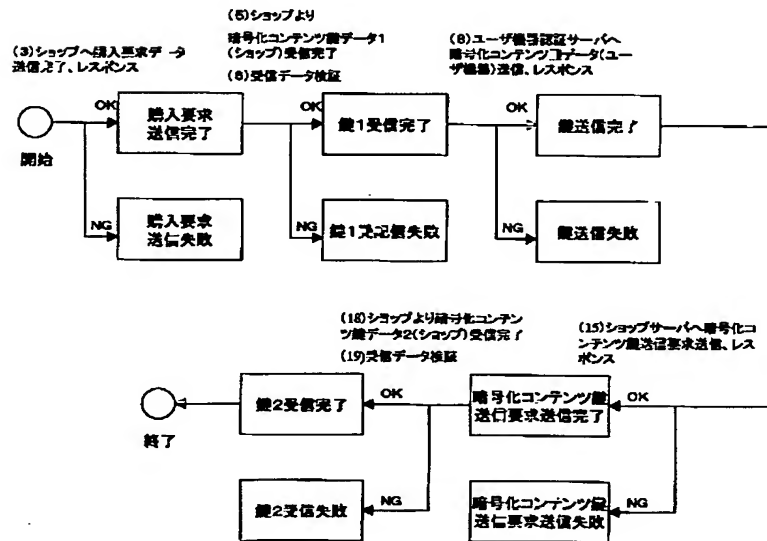 (5)ショップより
暗号化コンテンツ鍵データ1
(ショップ)受信完了
(6)受信データ検証
(3)ショップへ購入要求データ
送信完了、レスポンス
(8)ユーザ機器認証サーバへ
暗号化コンテンツ データ(ユー
ザ機器)送信、レスポンス
OK
購入要求
送信完了
OK
鍵1受信完了
OK
鍵送信完了
開始
NG
購入要求
送信失敗
NG
鍵1受 信失敗
NG
鍵送信失敗
(18)ショップより暗号化コンテン
ツ鍵データ2(ショップ)受信完了
(19)受信データ検証
(15)ショップサーバへ暗号化コ
ンテンツ鍵送信要求送信、レス
ポンス
鍵2受信完了
OK
暗号化コンテンツ鍵
送信要求送信完了
OK
終了
鍵2受信失敗
NG
暗号化コンテンツ鍵
送信要求送信失敗
NG